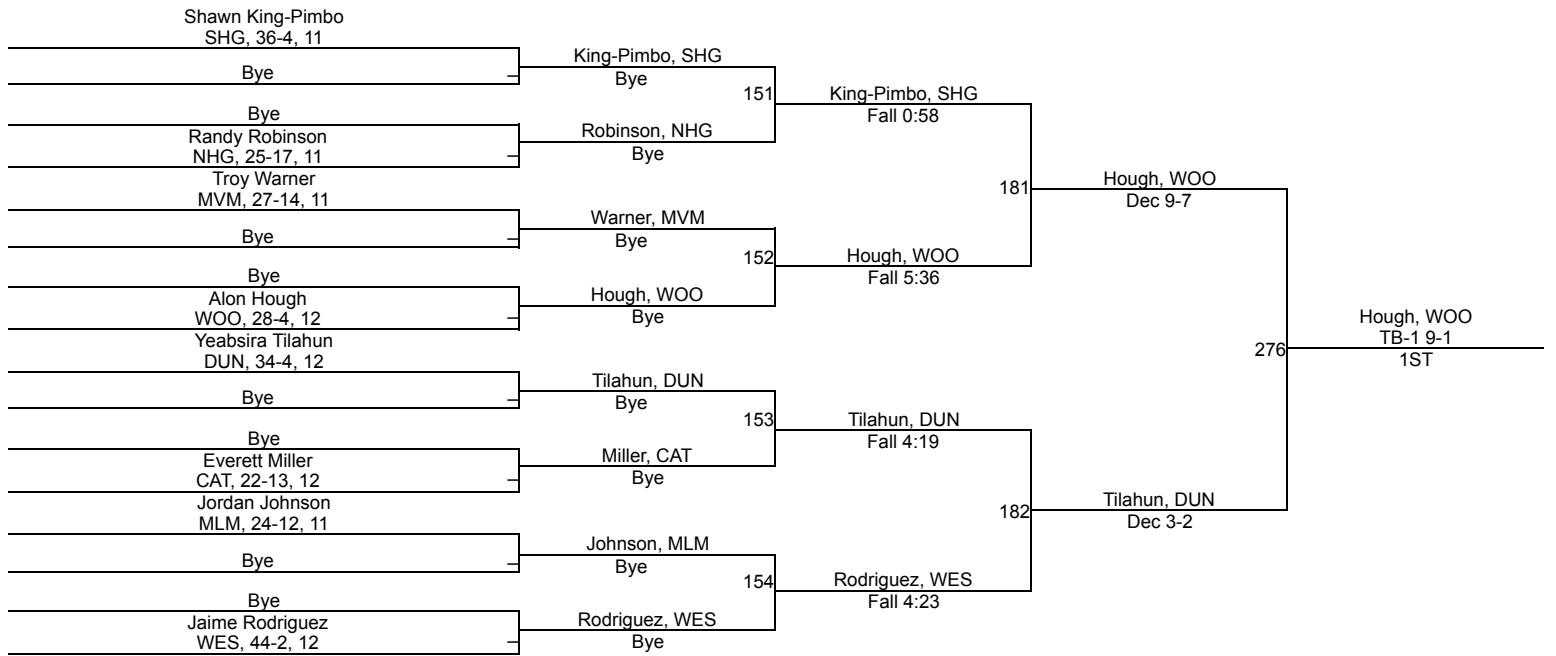 Shawn King-Pimbo
SHG, 36-4, 11
Bye
Bye
Randy Robinson
NHG, 25-17, 11
Troy Warner
MVM, 27-14, 11
Bye
Bye
Alon Hough
WOO, 28-4, 12
Yeabsira Tilahun
DUN, 34-4, 12
Bye
Bye
Everett Miller
CAT, 22-13, 12
Jordan Johnson
MLM, 24-12, 11
Bye
Bye
Jaime Rodriguez
WES, 44-2, 12
King-Pimbo, SHG
Bye
151
Robinson, NHG
Bye
Warner, MVM
Bye
152
Hough, WOO
Bye
Tilahun, DUN
Bye
153
Miller, CAT
Bye
Johnson, MLM
Bye
154
Rodriguez, WES
Bye
King-Pimbo, SHG
Fall 0:58
181
Hough, WOO
Fall 5:36
Tilahun, DUN
Fall 4:19
182
Rodriguez, WES
Fall 4:23
Hough, WOO
Dec 9-7
276
Tilahun, DUN
Dec 3-2
Hough, WOO
TB-1 9-1
1ST